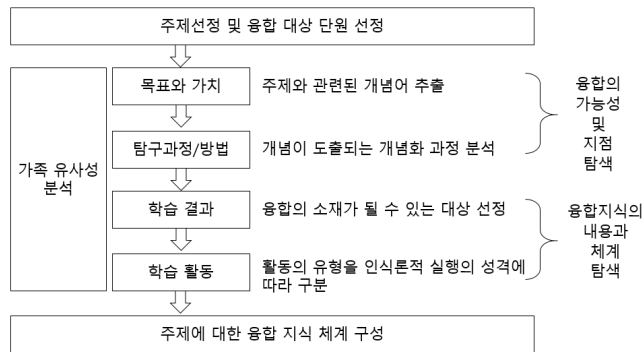 주제선정 및 융합 대상 단원 선정
가족 유사성
분석
목표와 가치
주제와 관련된 개념어 추출
탐구과정/방법
개념이 도출되는 개념화 과정 분석
융합의
가능성
및
지점
탐색
학습 결과
융합의 소재가 될 수 있는 대상 선정
학습 활동
활동의 유형을 인식론적 실행의 성격에
따라 구분
융합지식의
내용과
체계
탐색
주제에 대한 융합 지식 체계 구성